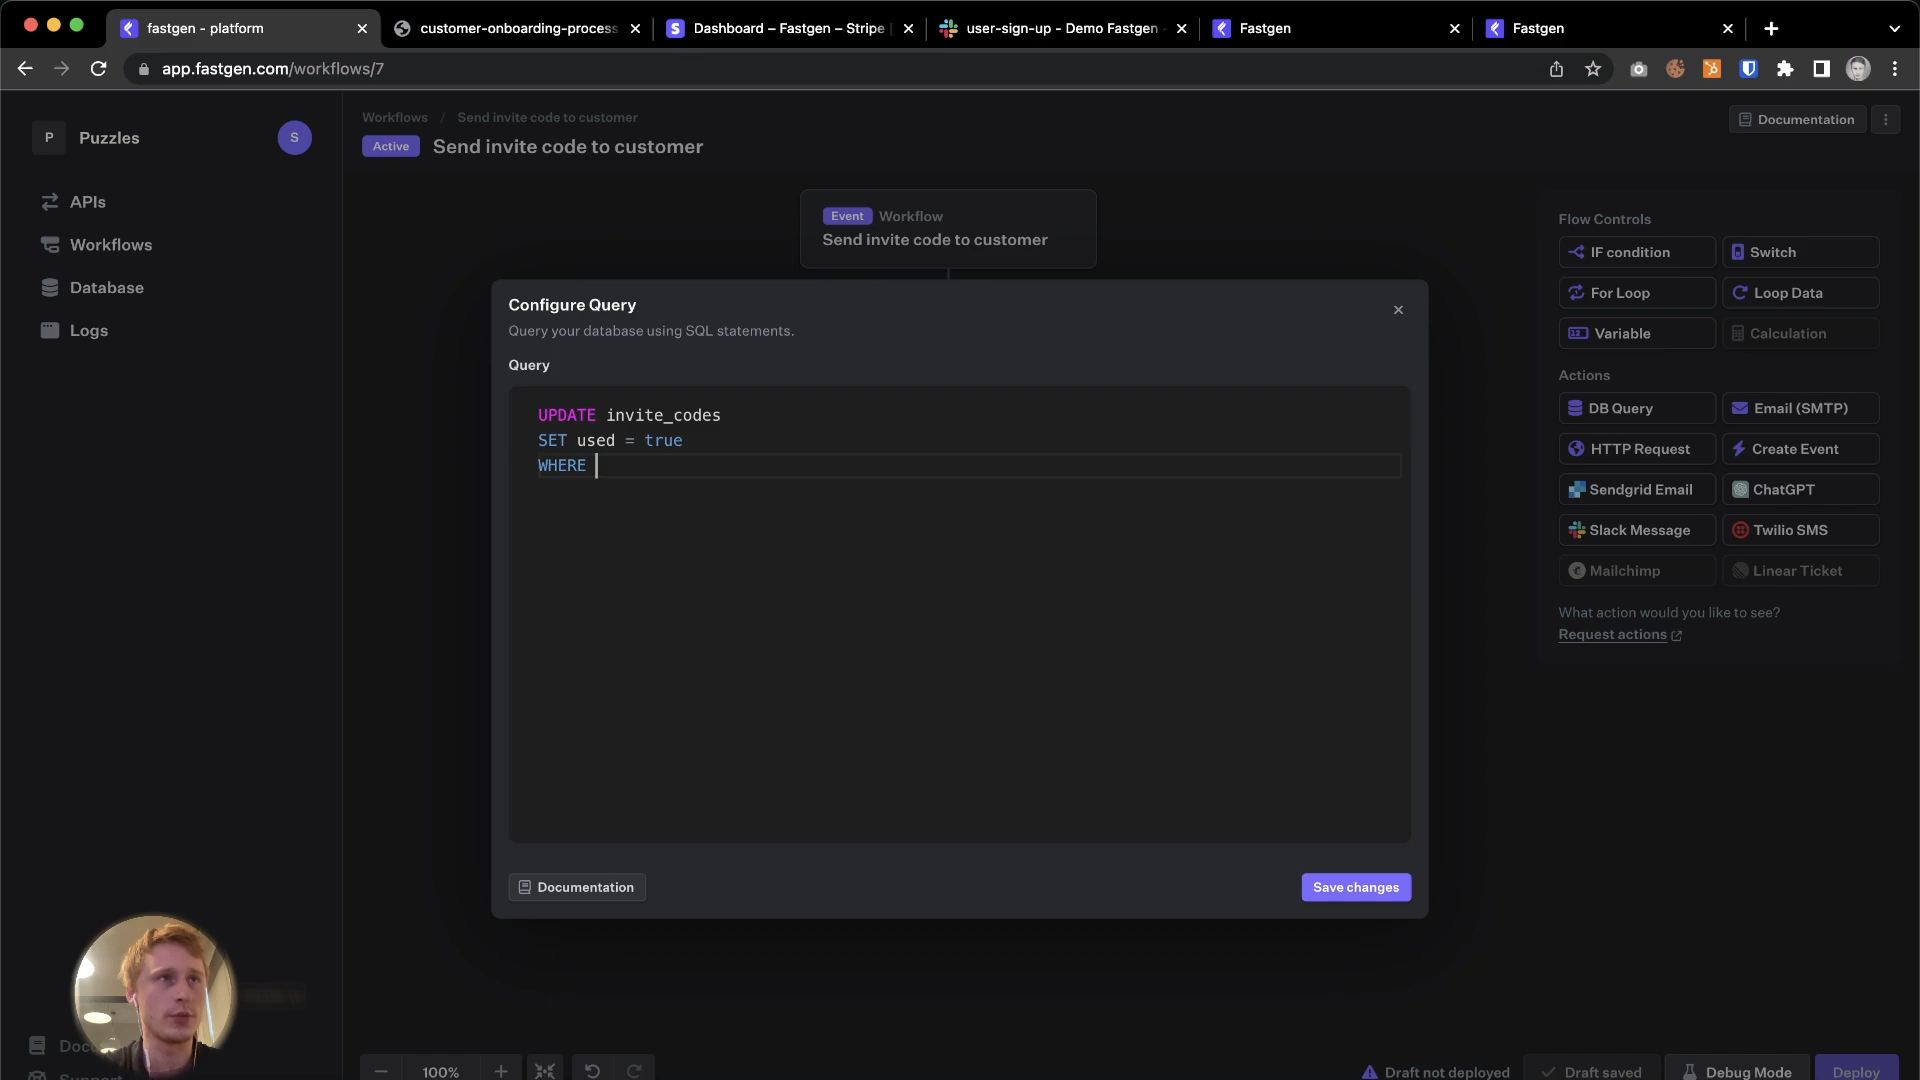 fastgen - platform
customer-onboarding-process
Dashboard – Fastgen – Stripe
user-sign-up - Demo Fastgen
Fastgen
Fastgen
app.fastgen.com/workflows/7
P
Puzzles
S
APIs
Workflows
Database
Logs
Workflows / Send invite code to customer
Active
Send invite code to customer
Documentation
Event
Workflow
Send invite code to customer
Configure Query
Query your database using SQL statements.
Query
UPDATE invite_codes
SET used = true
WHERE
Documentation
Save changes
Flow Controls
IF condition
Switch
For Loop
Loop Data
Variable
Calculation
Actions
DB Query
Email (SMTP)
HTTP Request
Create Event
Sendgrid Email
ChatGPT
Slack Message
Twilio SMS
Mailchimp
Linear Ticket
What action would you like to see?
Request actions
100%
Draft not deployed
Draft saved
Debug Mode
Deploy